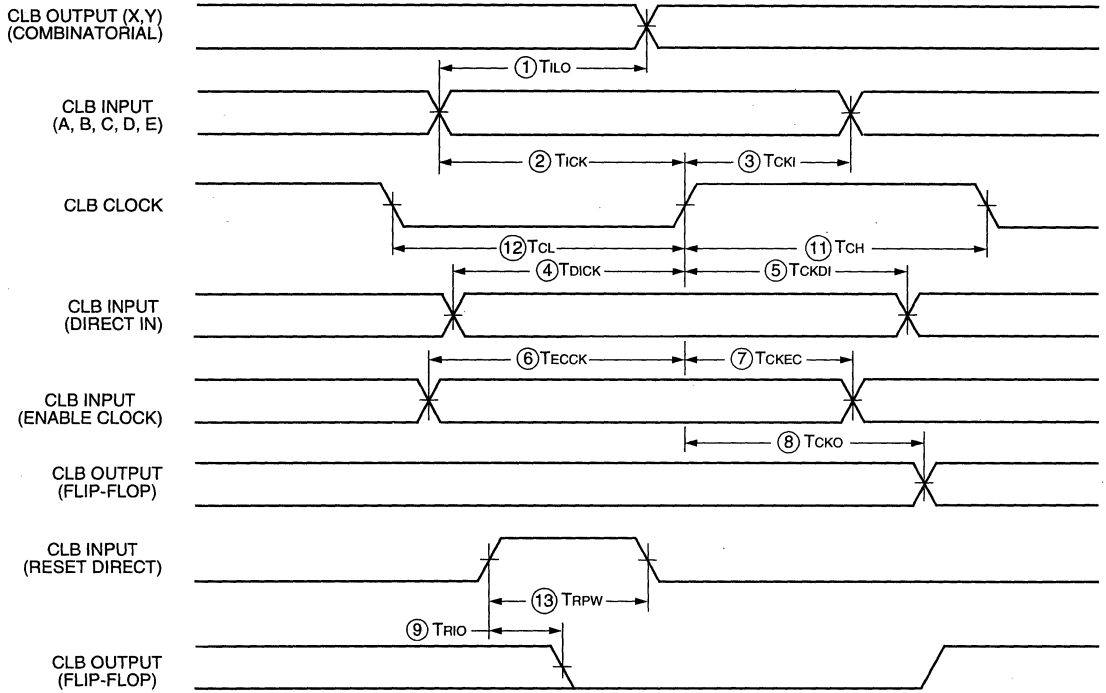 CLB OUTPUT (X,Y)
(COMBINATORIAL)
① TILO
CLB INPUT
(A, B, C, D, E)
② TICK
③ TCKI
CLB CLOCK
⑫ TCL
⑪ TCH
④ TDICK
⑤ TCKDI
CLB INPUT
(DIRECT IN)
⑥ TECCK
⑦ TCKEC
CLB INPUT
(ENABLE CLOCK)
⑧ TCKO
CLB OUTPUT
(FLIP-FLOP)
CLB INPUT
(RESET DIRECT)
⑬ TRPW
⑨ TRIO
CLB OUTPUT
(FLIP-FLOP)